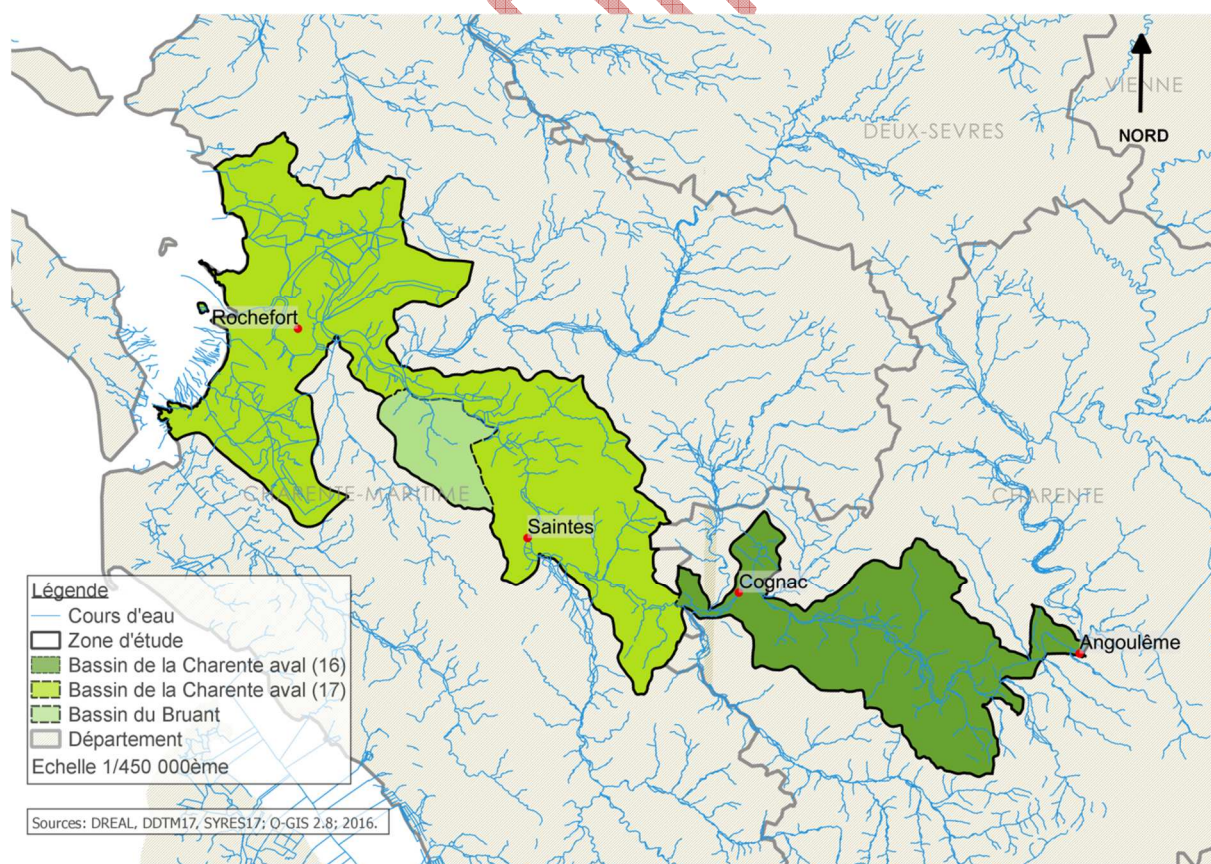 VIENNE
DEUX-SEVRES
NORD
Rochefort
CHARENTE-MARITIME
CHARENTE
Saintes
Cognac
Angoulême
Légende
Cours d'eau
Zone d'étude
Bassin de la Charente aval (16)
Bassin de la Charente aval (17)
Bassin du Bruant
Département
Echelle 1/450 000ème
Sources: DREAL, DDTM17, SYRES17; Q-GIS 2.8; 2016.